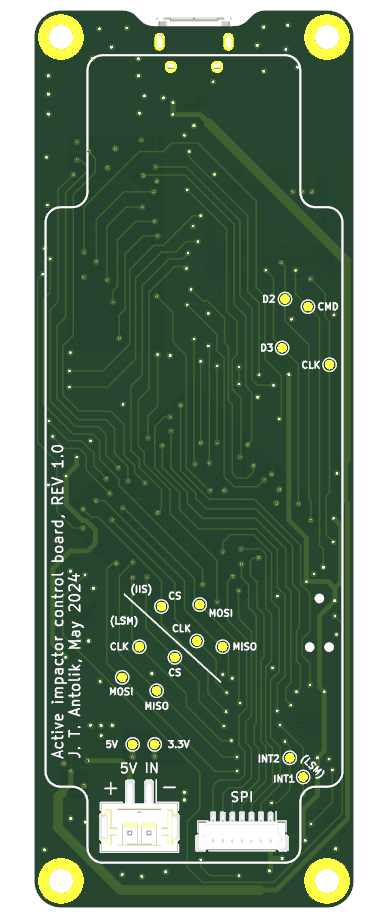 D2
CMD
D3
CLK
(IIS)
CS
MOSI
(LSM)
CLK
CLK
MISO
CS
MOSI
MISO
Active impactor control board, REV 1.0
J. T. Antolik, May 2024
5V
3.3V
INT2
(LSM)
INT1
5V IN
+
−
SPI